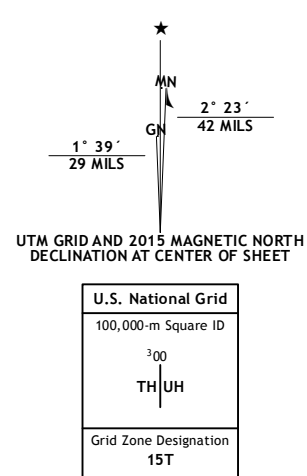 ★
MN
GN
2° 23´
42 MILS
1° 39´
29 MILS
UTM GRID AND 2015 MAGNETIC NORTH
DECLINATION AT CENTER OF SHEET
U.S. National Grid
100,000-m Square ID
³00
TH UH
Grid Zone Designation
15T